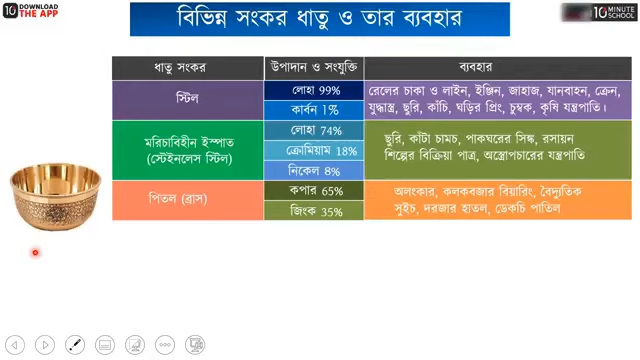 10 DOWNLOAD THE APP
বিভিন্ন সংকর ধাতু ও তার ব্যবহার
10 MINUTE SCHOOL
ধাতু সংকর উপাদান ও সংযুক্তি ব্যবহার
স্টিল
লোহা 99%
কার্বন 1%
রেলের চাকা ও লাইন, ইঞ্জিন, জাহাজ, যানবাহন, ক্রেন,
যুদ্ধাস্ত্র, ছুরি, কাঁচি, ঘড়ির স্প্রিং, চুম্বক, কৃষি যন্ত্রপাতি।
মরিচাবিহীন ইস্পাত
(স্টেইনলেস স্টিল)
লোহা 74%
ক্রোমিয়াম 18%
নিকেল 8%
ছুরি, কাঁটা চামচ, পাকঘরের সিঙ্ক, রসায়ন
শিল্পের বিক্রিয়া পাত্র, অস্ত্রোপচারের যন্ত্রপাতি
পিতল (ব্রাস)
কপার 65%
জিংক 35%
অলংকার, কলকবজার বিয়ারিং, বৈদ্যুতিক
সুইচ, দরজার হাতল, ডেকচি পাতিল